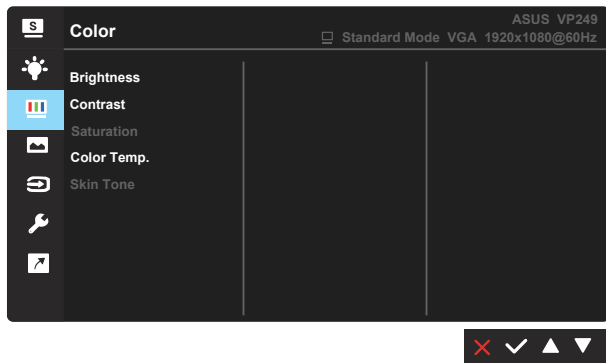 S
Color
ASUS VP249
Standard Mode VGA 1920x1080@60Hz
Brightness
Contrast
Saturation
Color Temp.
Skin Tone